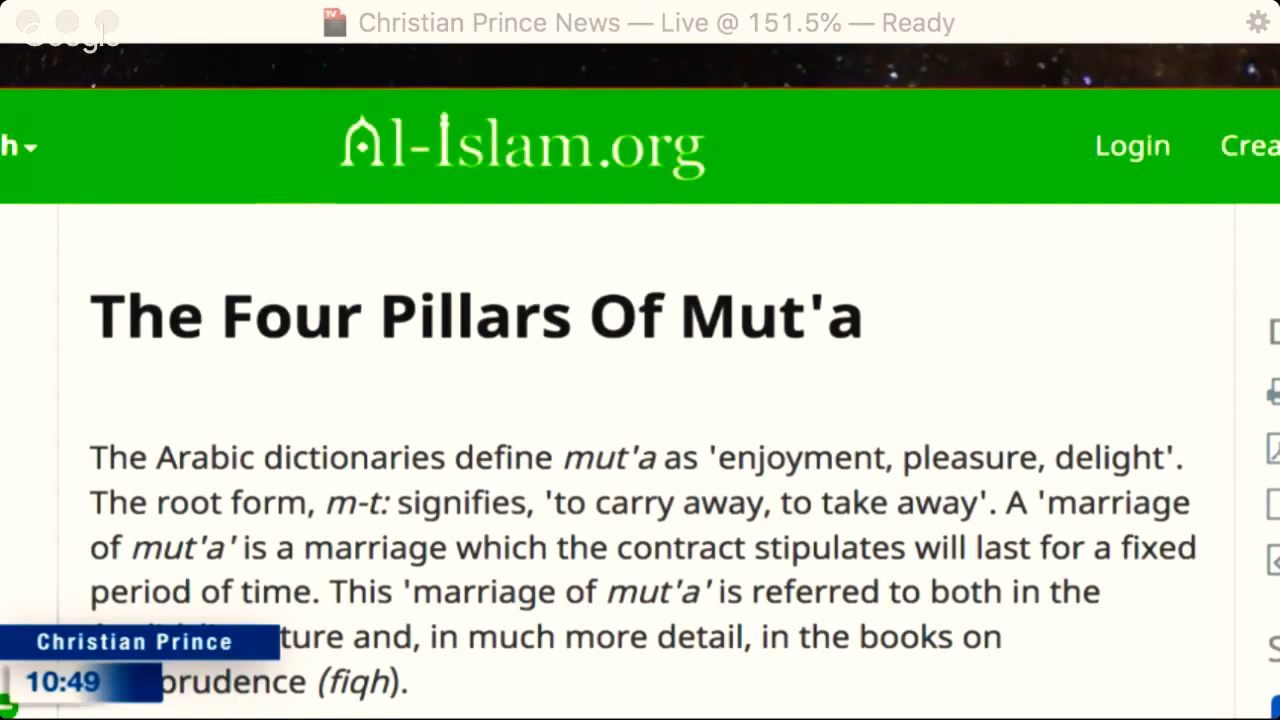 Christian Prince News — Live @ 151.5% — Ready
Google
h
Al-Islam.org
Login
Crea
The Four Pillars Of Mut'a
The Arabic dictionaries define mut'a as 'enjoyment, pleasure, delight'.
The root form, m-t: signifies, 'to carry away, to take away'. A 'marriage
of mut'a' is a marriage which the contract stipulates will last for a fixed
period of time. This 'marriage of mut'a' is referred to both in the
ture and, in much more detail, in the books on
prudence (fiqh).
Christian Prince
10:49